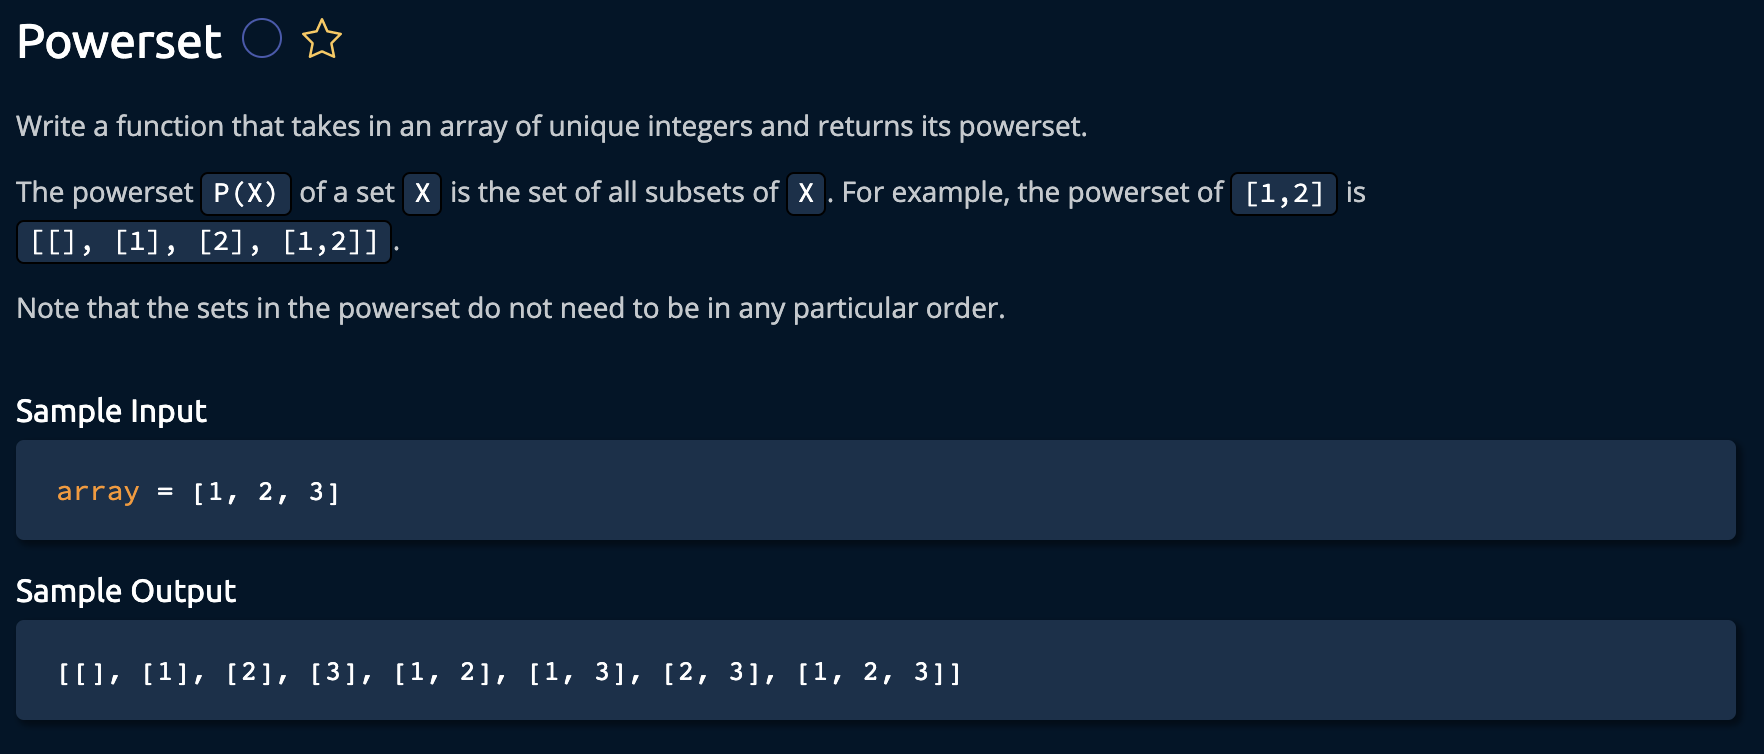 Powerset
Write a function that takes in an array of unique integers and returns its powerset.
The powerset P(X) of a set X is the set of all subsets of X. For example, the powerset of [1,2] is
[[], [1], [2], [1,2]].
Note that the sets in the powerset do not need to be in any particular order.
Sample Input
array = [1, 2, 3]
Sample Output
[[], [1], [2], [3], [1, 2], [1, 3], [2, 3], [1, 2, 3]]